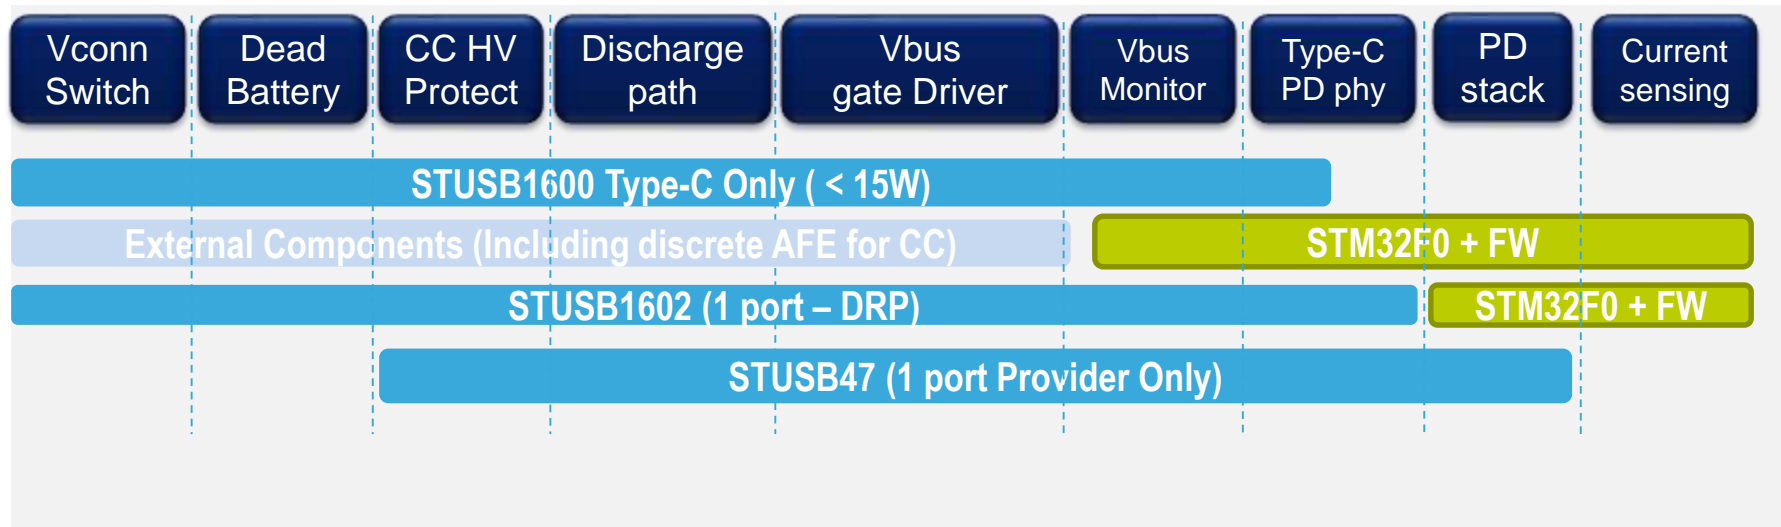 Vconn
Switch
Dead
Battery
CC HV
Protect
Discharge
path
Vbus
gate Driver
Vbus
Monitor
Type-C
PD phy
PD
stack
Current
sensing
STUSB1600 Type-C Only ( < 15W)
External Components (Including discrete AFE for CC)
STM32F0 + FW
STUSB1602 (1 port – DRP)
STM32F0 + FW
STUSB47 (1 port Provider Only)